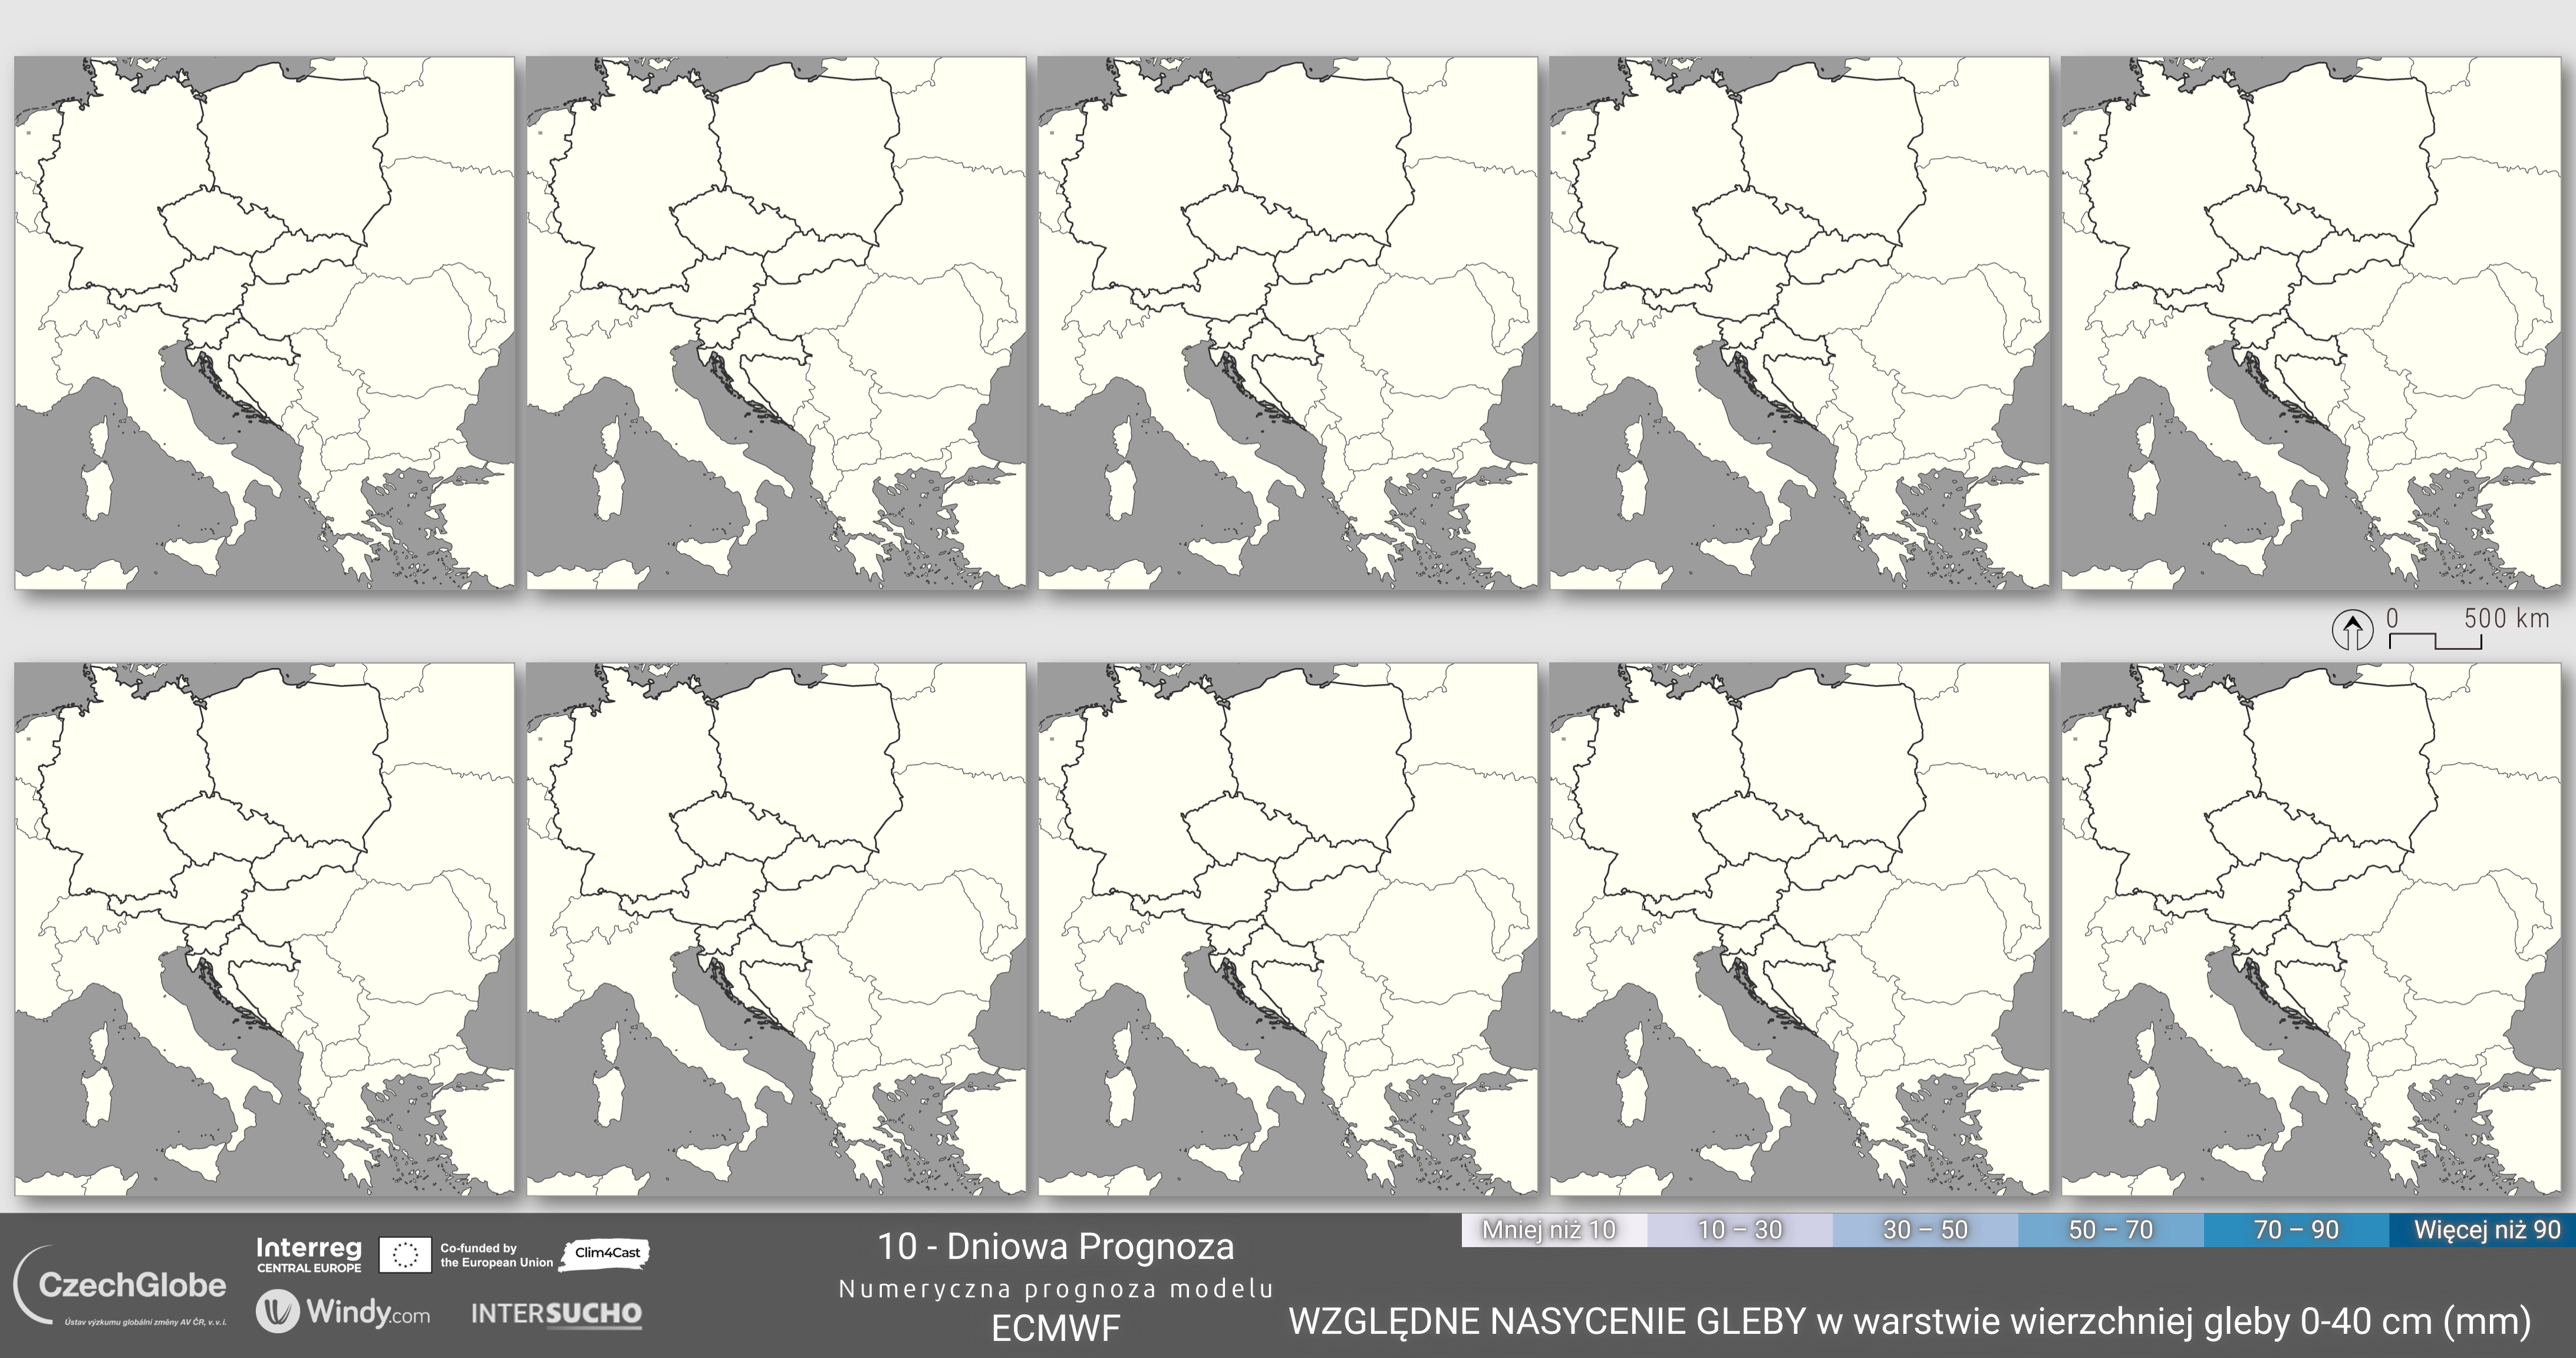 0 500 km
Mniej niż 10
10 – 30
30 – 50
50 – 70
70 – 90
Więcej niż 90
Interreg
CENTRAL EUROPE
Co-funded by
the European Union
Clim4Cast
CzechGlobe
Ústav výzkumu globální změny AV ČR, v. v. i.
Windy.com
INTERSUCHO
10 - Dniowa Prognoza
Numeryczna prognoza modelu
ECMWF
WZGLĘDNE NASYCENIE GLEBY w warstwie wierzchniej gleby 0-40 cm (mm)